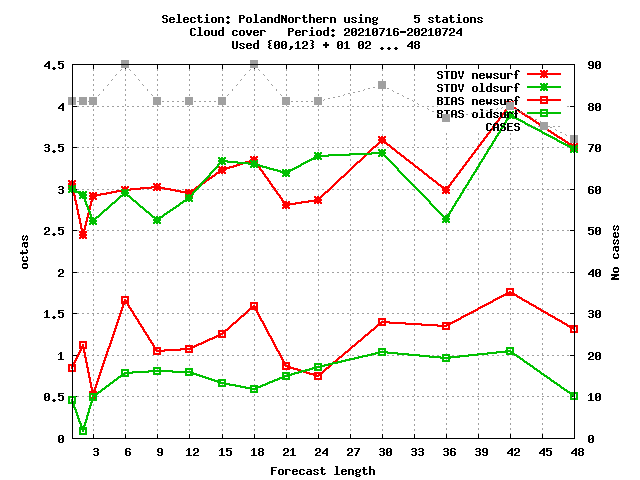 Selection: PolandNorthern using 5 stations
Cloud cover Period: 20210716-20210724
Used {00,12} + 01 02 ... 48
STDV newsurf
STDV oldsurf
BIAS newsurf
BIAS oldsurf
CASES
4.5
4
3.5
3
2.5
2
1.5
1
0.5
0
octas
90
80
70
60
50
40
30
20
10
0
No cases
3 6 9 12 15 18 21 24 27 30 33 36 39 42 45 48
Forecast length